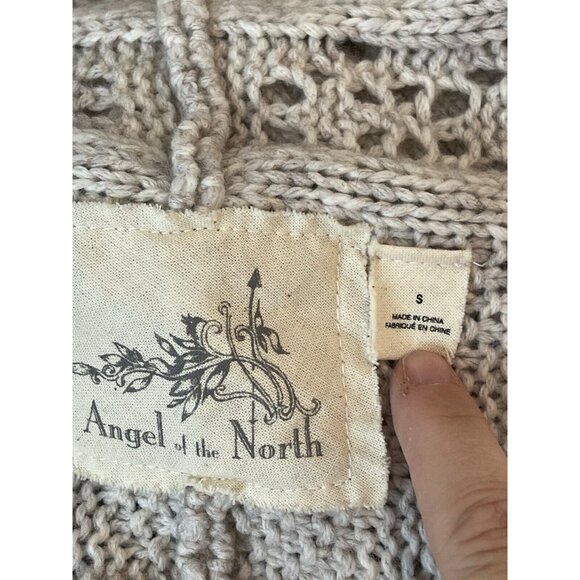 Angel of the North
S
MADE IN CHINA
FABRIQUÉ EN CHINE